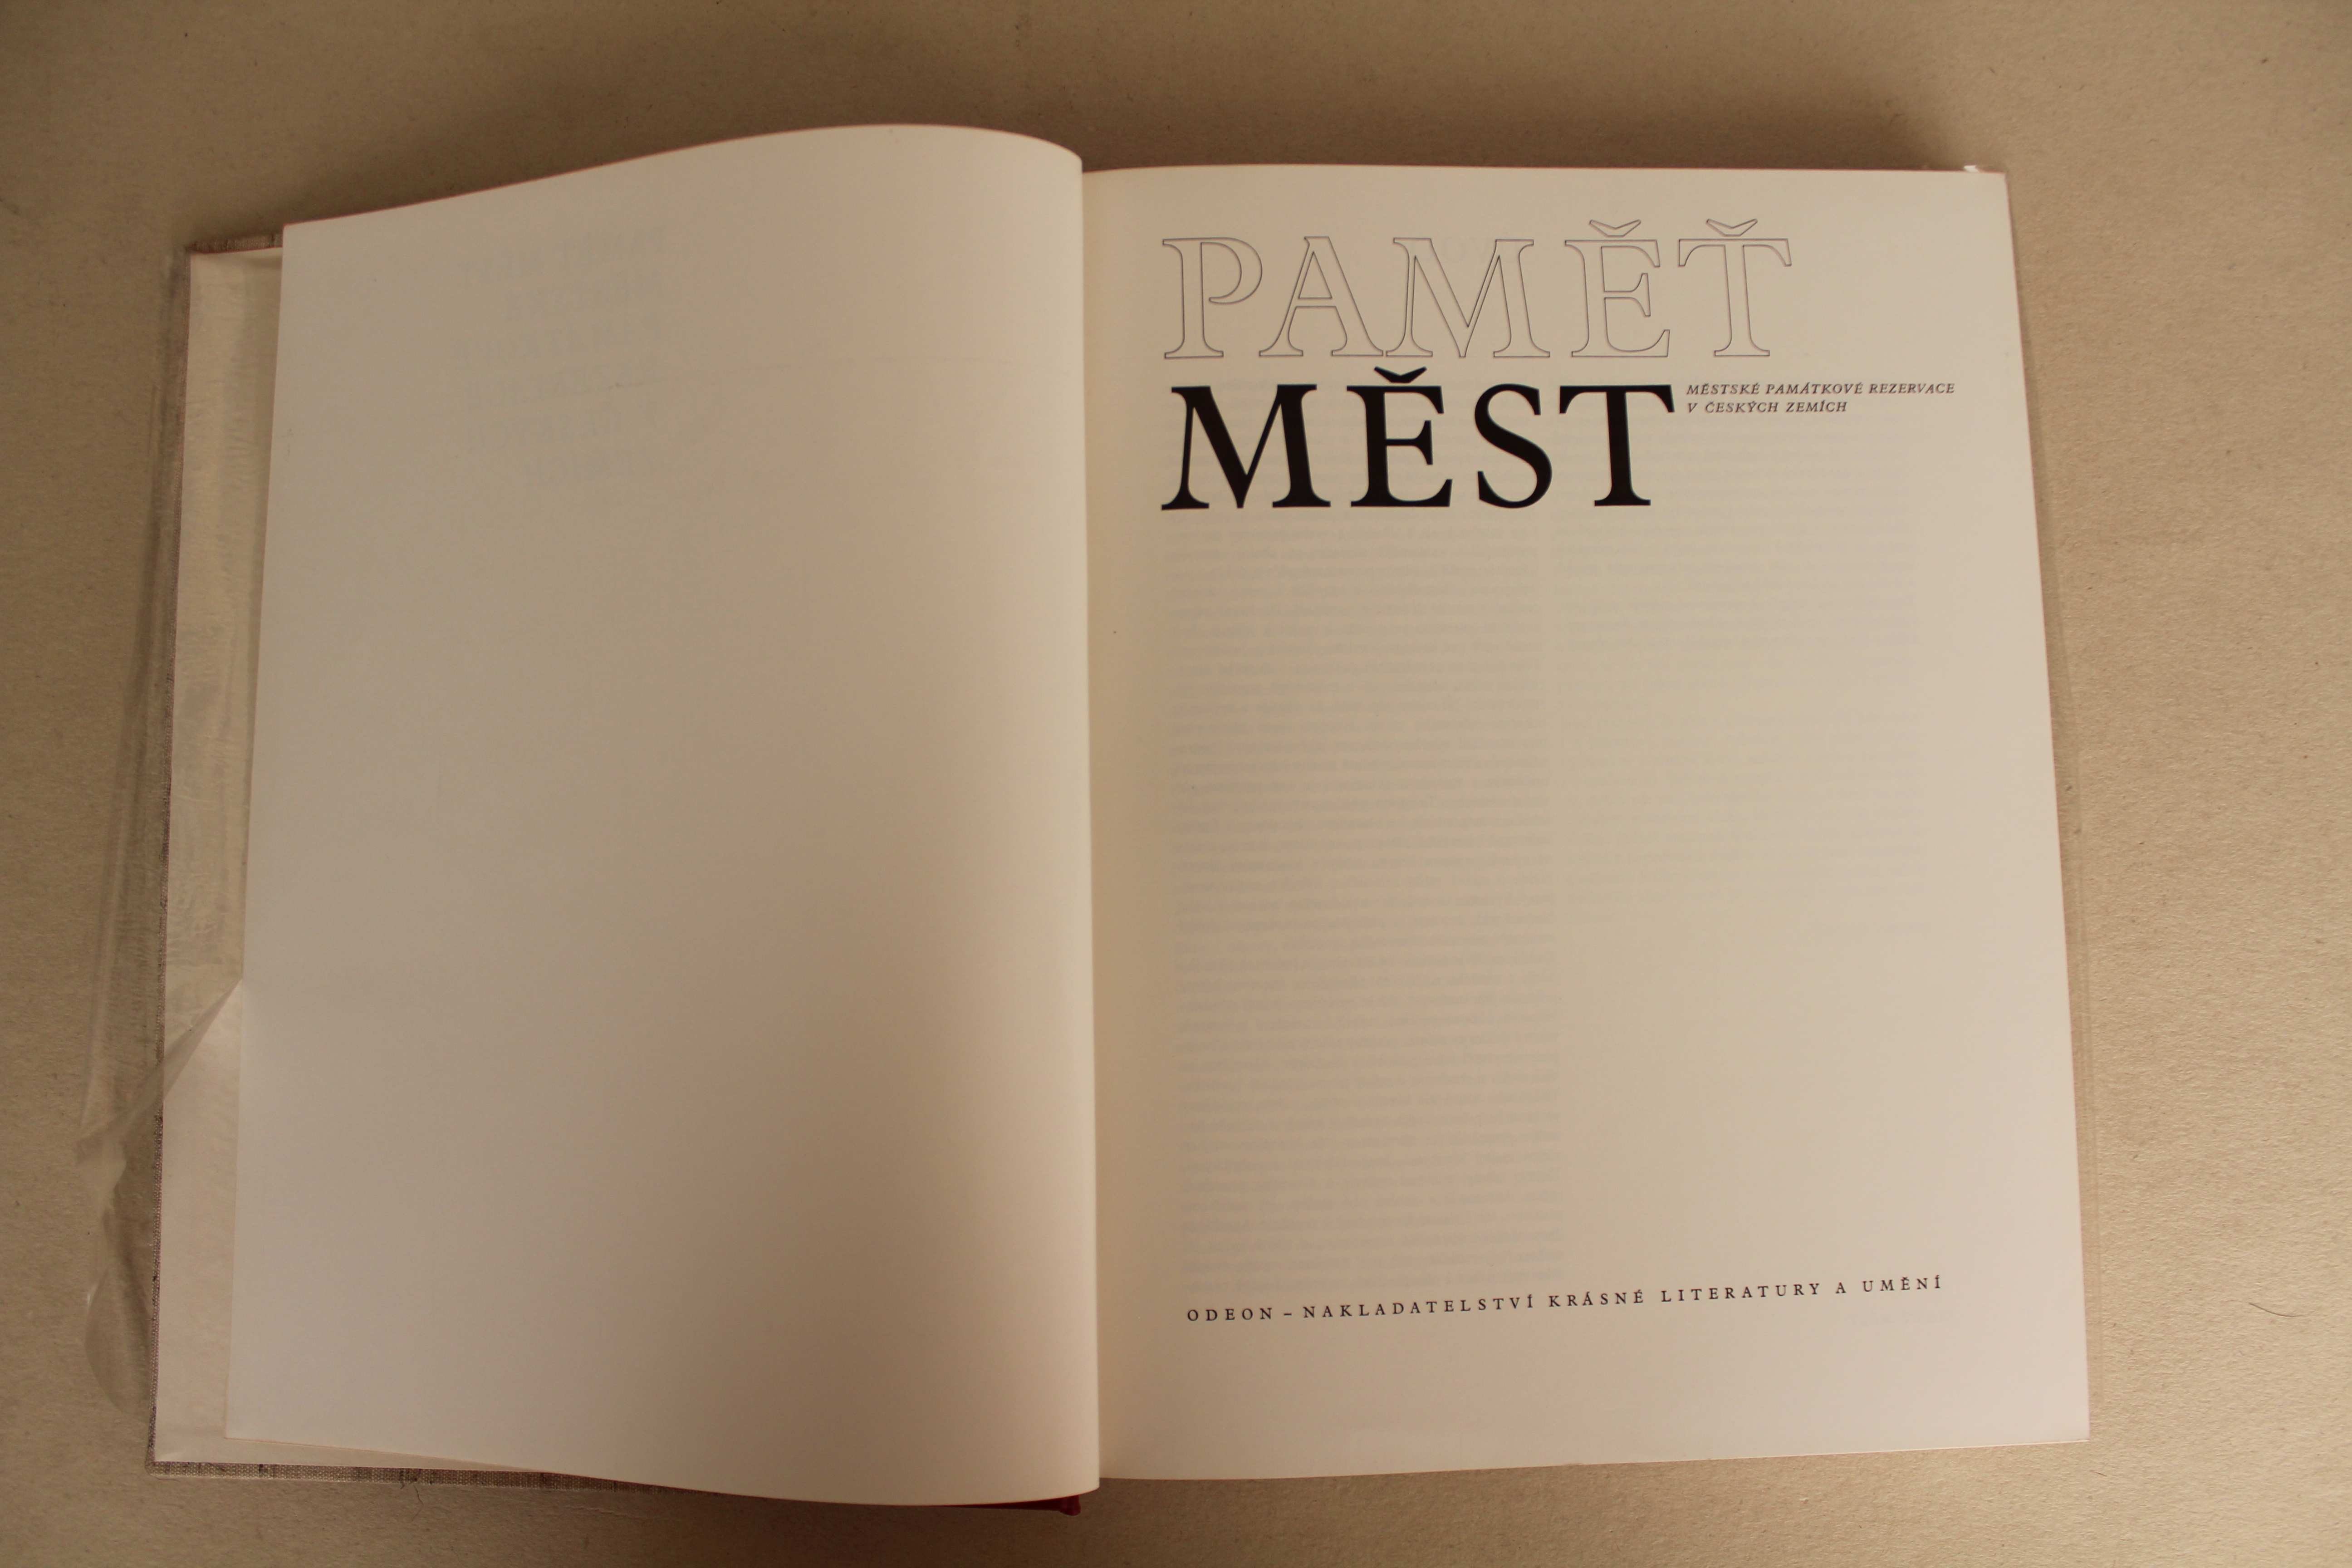 PAMĚŤ
MĚST
MĚSTSKÉ PAMÁTKOVÉ REZERVACE
V ČESKÝCH ZEMÍCH
ODEON – NAKLADATELSTVÍ KRÁSNÉ LITERATURY A UMĚNÍ